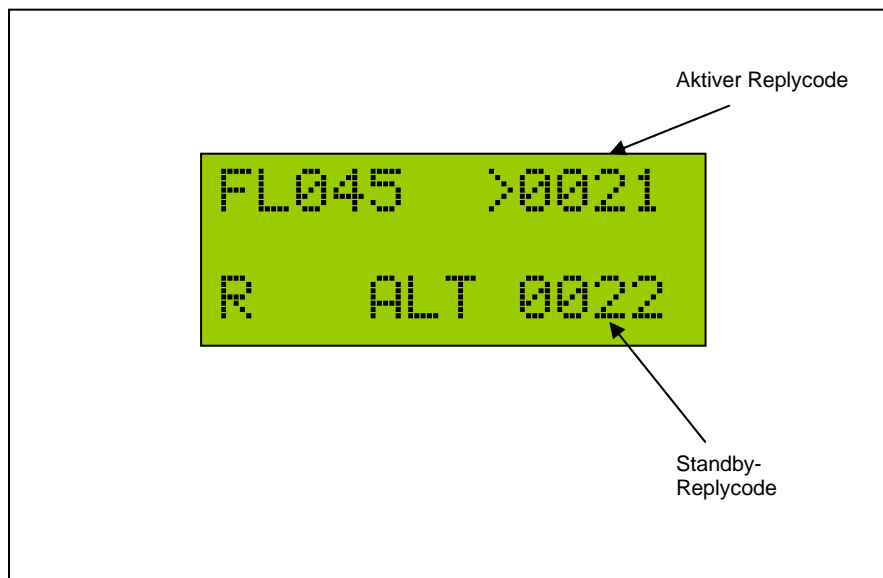 Aktiver Replycode
FL045 >0021
R ALT 0022
Standby-
Replycode